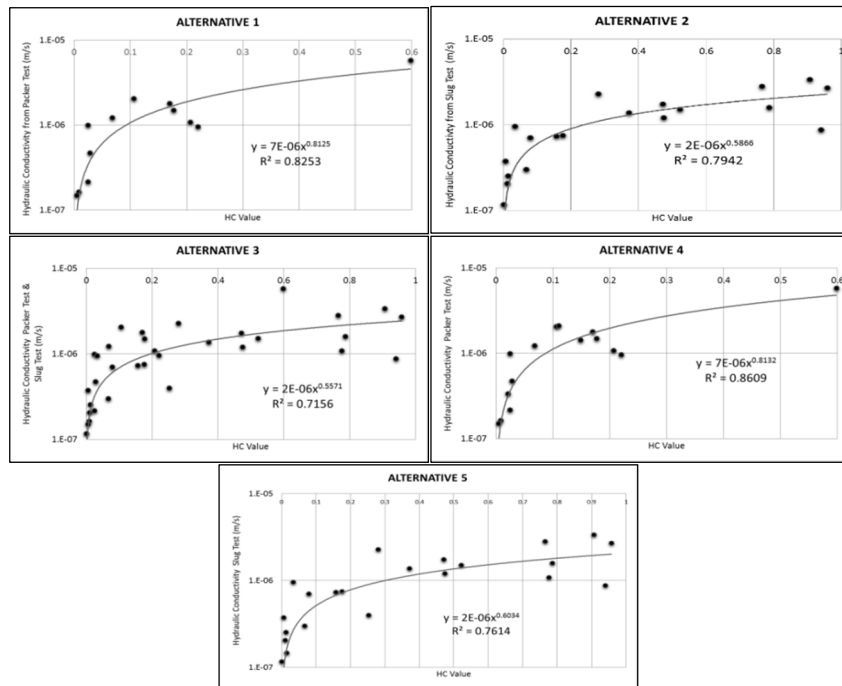 ALTERNATIVE 1
0 0.1 0.2 0.3 0.4 0.5 0.6
1.E-05
1.E-06
1.E-07
Hydraulic Conductivity from Packer Test (m/s)
y = 7E-06x^0.8125
R² = 0.8253
HC Value
ALTERNATIVE 2
0 0.2 0.4 0.6 0.8 1
1.E-05
1.E-06
1.E-07
Hydraulic Conductivty from Slug Test (m/s)
y = 2E-06x^0.5866
R² = 0.7942
HC Value
ALTERNATIVE 3
0 0.2 0.4 0.6 0.8 1
1.E-05
1.E-06
1.E-07
Hydraulic Conductivity Packer Test &
Slug Test (m/s)
y = 2E-06x^0.5571
R² = 0.7156
HC Value
ALTERNATIVE 4
0 0.1 0.2 0.3 0.4 0.5 0.6
1.E-05
1.E-06
1.E-07
Hydraulic Conductivity Packer Test (m/s)
y = 7E-06x^0.8132
R² = 0.8609
HC Value
ALTERNATIVE 5
0 0.1 0.2 0.3 0.4 0.5 0.6 0.7 0.8 0.9 1
1.E-05
1.E-06
1.E-07
Hydraulic Conductivity Slug Test (m/s)
y = 2E-06x^0.6034
R² = 0.7614
HC Value